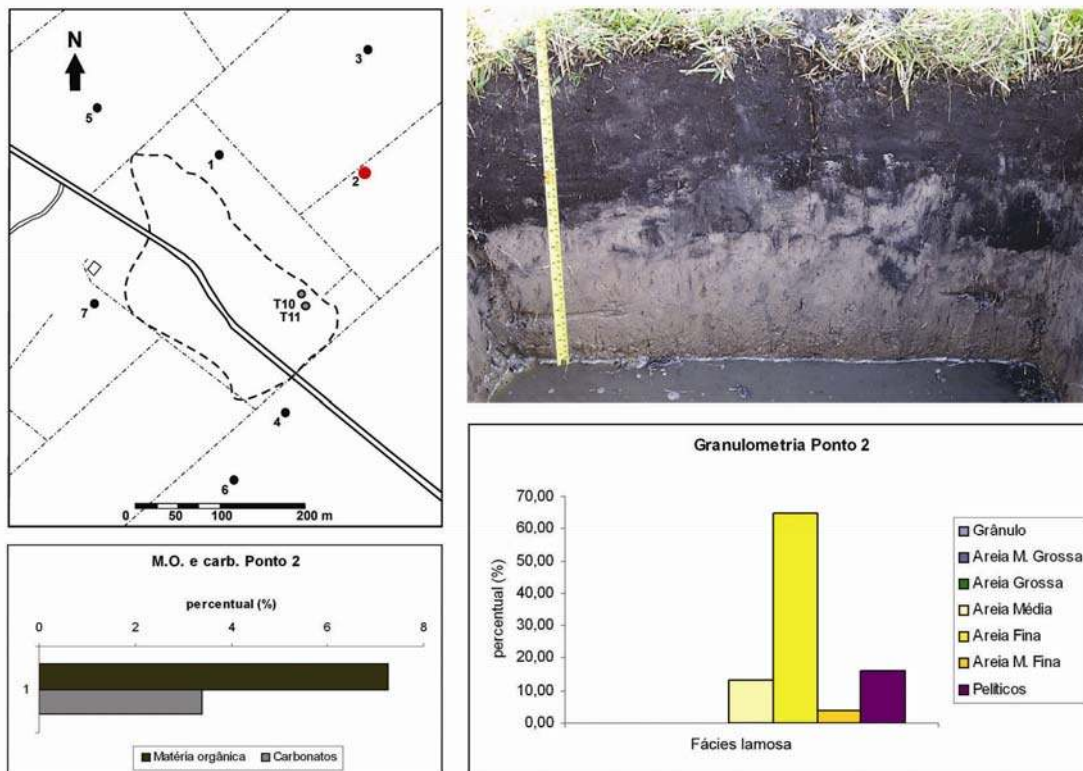 N
3
5
1
2
T10
T11
7
4
6
0 50 100 200 m
M.O. e carb. Ponto 2
percentual (%)
0 2 4 6 8
1
Matéria orgânica Carbonatos
Granulometria Ponto 2
percentual (%)
70,00
60,00
50,00
40,00
30,00
20,00
10,00
0,00
Fácies lamosa
Grânulo
Areia M. Grossa
Areia Grossa
Areia Média
Areia Fina
Areia M. Fina
Pelíticos